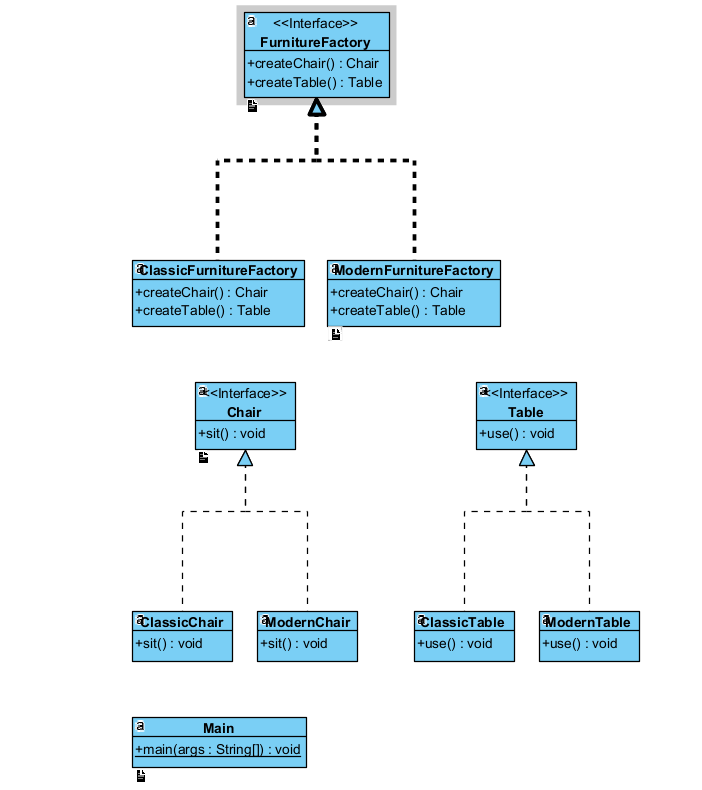 <<Interface>>
FurnitureFactory
+createChair() : Chair
+createTable() : Table
ClassicFurnitureFactory
+createChair() : Chair
+createTable() : Table
ModernFurnitureFactory
+createChair() : Chair
+createTable() : Table
<<Interface>>
Chair
+sit() : void
<<Interface>>
Table
+use() : void
ClassicChair
+sit() : void
ModernChair
+sit() : void
ClassicTable
+use() : void
ModernTable
+use() : void
Main
+main(args : String[]) : void